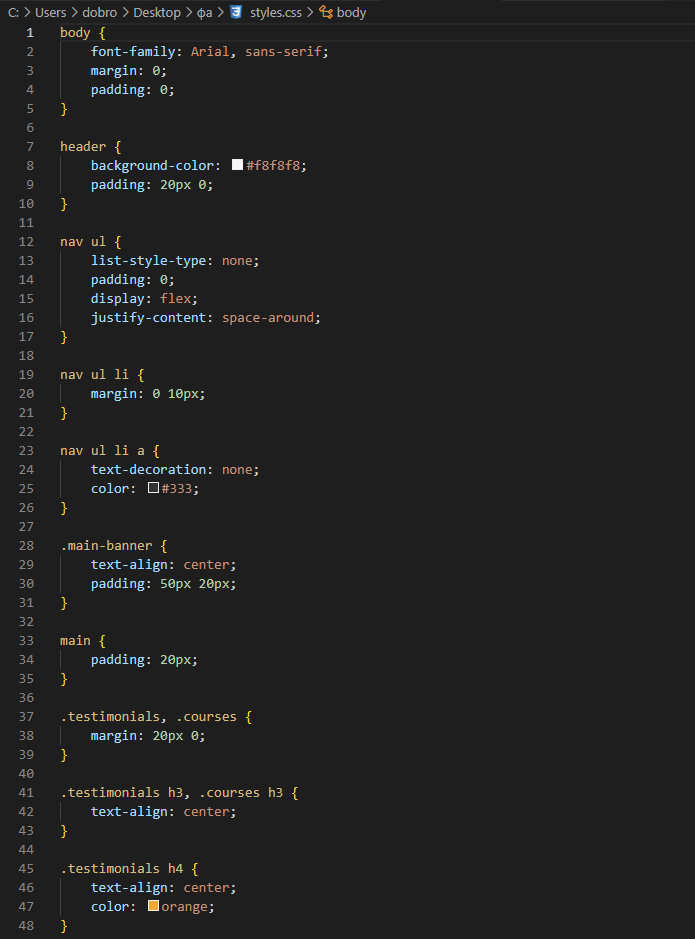 C: > Users > dobro > Desktop > фа > styles.css > body
1 body {
2     font-family: Arial, sans-serif;
3     margin: 0;
4     padding: 0;
5 }
6
7 header {
8     background-color: #f8f8f8;
9     padding: 20px 0;
10 }
11
12 nav ul {
13     list-style-type: none;
14     padding: 0;
15     display: flex;
16     justify-content: space-around;
17 }
18
19 nav ul li {
20     margin: 0 10px;
21 }
22
23 nav ul li a {
24     text-decoration: none;
25     color: #333;
26 }
27
28 .main-banner {
29     text-align: center;
30     padding: 50px 20px;
31 }
32
33 main {
34     padding: 20px;
35 }
36
37 .testimonials, .courses {
38     margin: 20px 0;
39 }
40
41 .testimonials h3, .courses h3 {
42     text-align: center;
43 }
44
45 .testimonials h4 {
46     text-align: center;
47     color: orange;
48 }